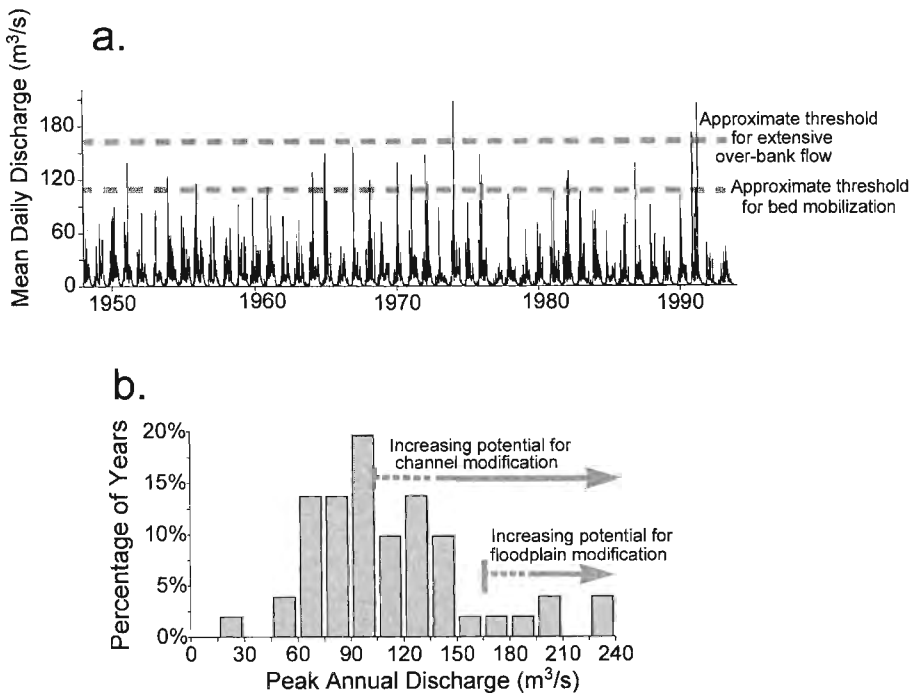 a.
Mean Daily Discharge (m³/s)
180
120
60
0
1950
1960
1970
1980
1990
Approximate threshold
for extensive
over-bank flow
Approximate threshold
for bed mobilization
b.
Percentage of Years
20%
15%
10%
5%
0%
0
30
60
90
120
150
180
210
240
Peak Annual Discharge (m³/s)
Increasing potential for
channel modification
Increasing potential for
floodplain modification